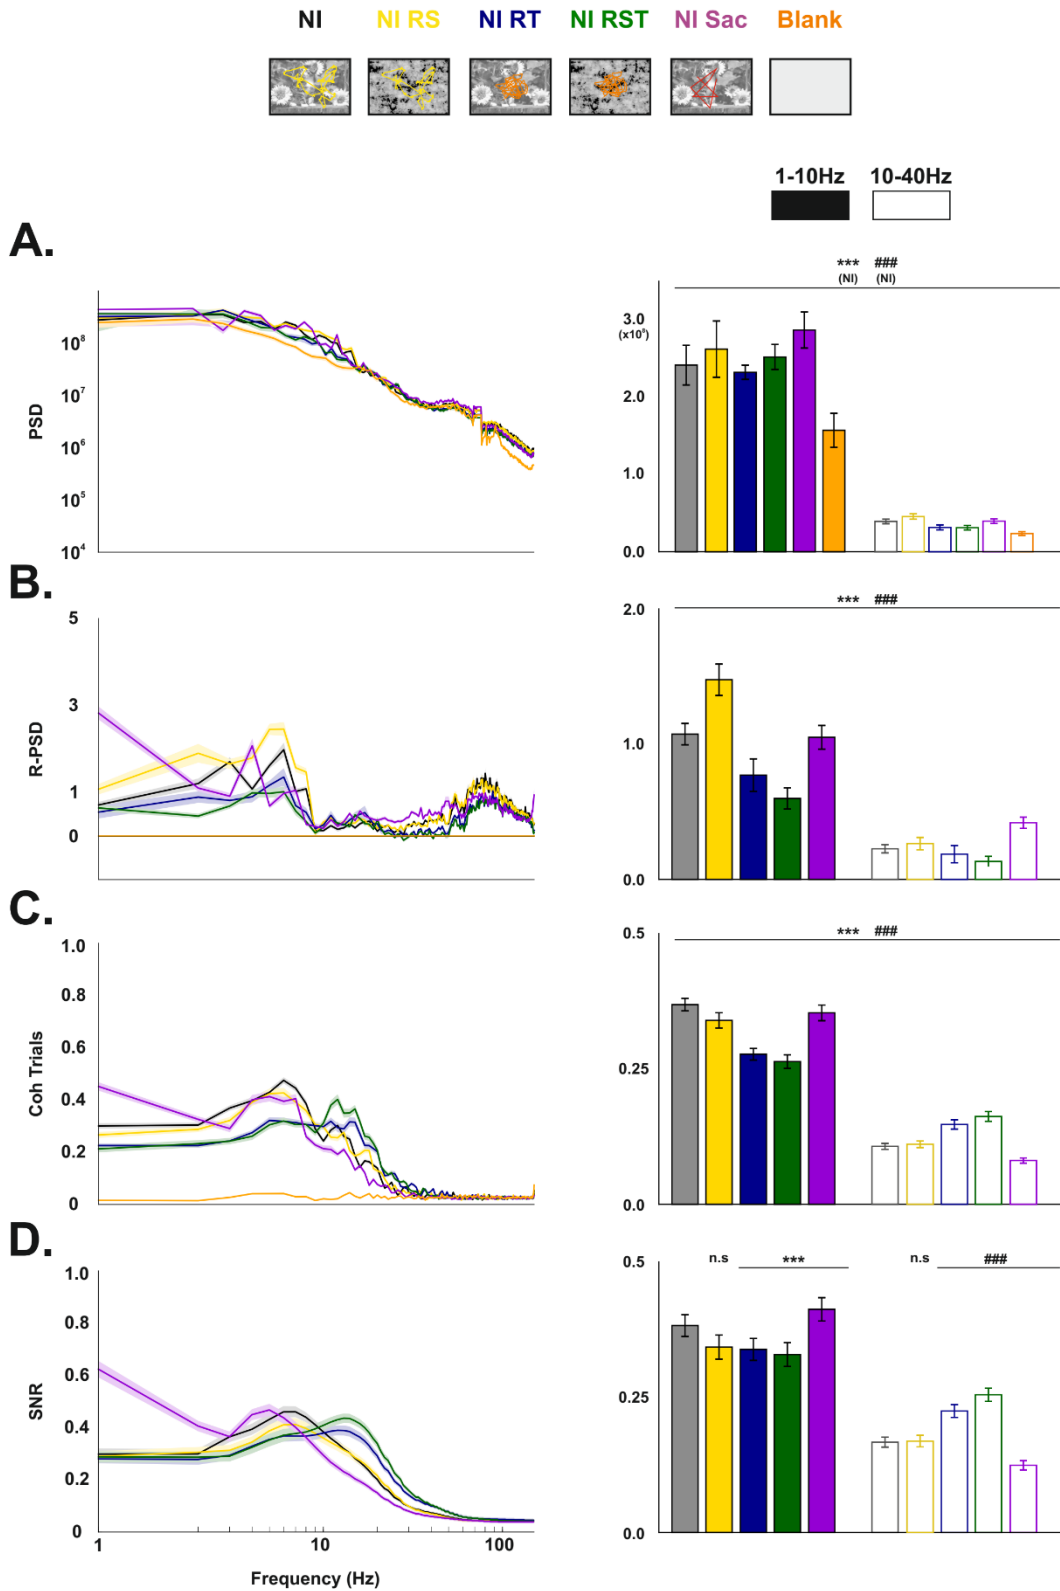 NI NI RS NI RT NI RST NI Sac Blank
1-10Hz 10-40Hz
A.
PSD
10⁸
10⁷
10⁶
10⁵
10⁴
*** ###
(NI) (NI)
3.0
(x10⁸)
2.0
1.0
0.0
B.
R-PSD
5
3
1
0
*** ###
2.0
1.0
0.0
C.
Coh Trials
1.0
0.8
0.6
0.4
0.2
0
*** ###
0.5
0.25
0.0
D.
SNR
1.0
0.8
0.6
0.4
0.2
0
1 10 100
Frequency (Hz)
n.s *** n.s ###
0.5
0.25
0.0